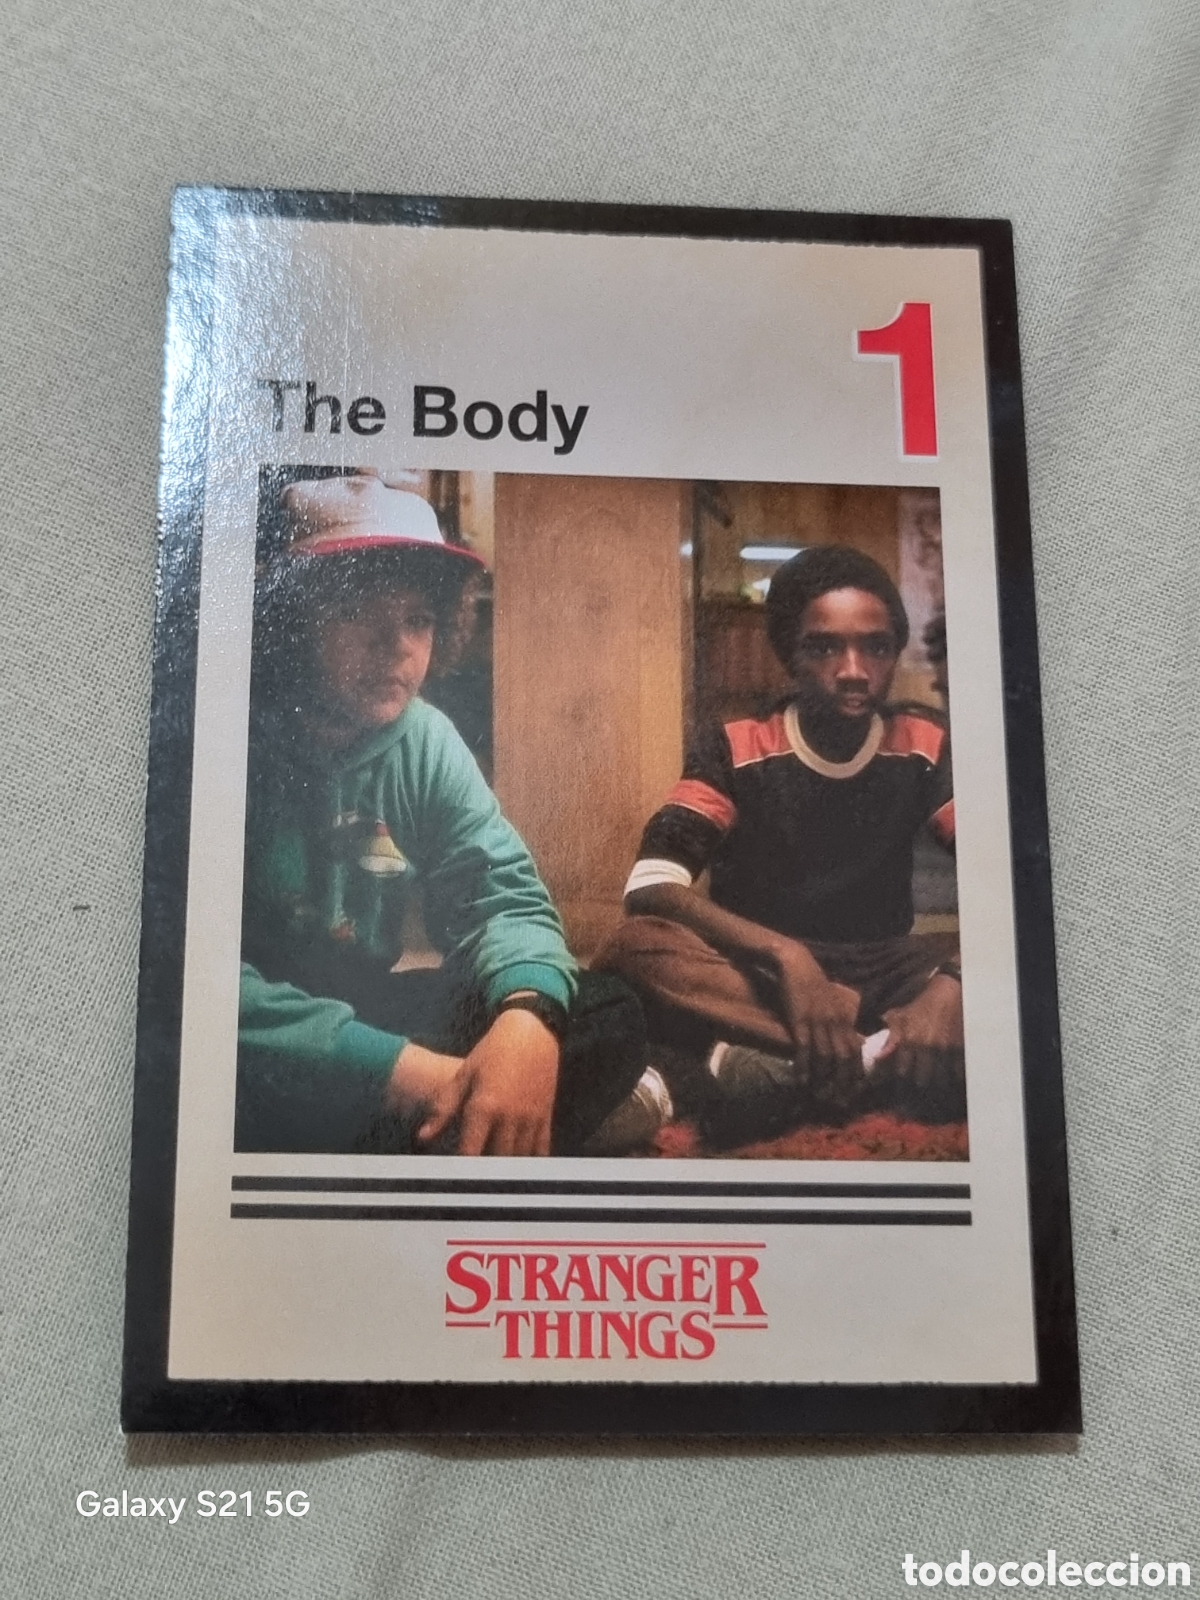 1
The Body
STRANGER
THINGS
Galaxy S21 5G
todocoleccion